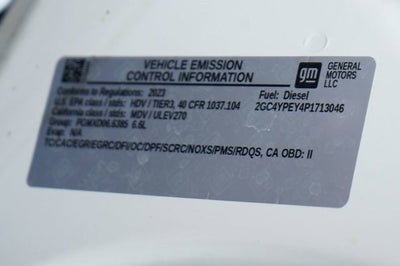 VEHICLE EMISSION
CONTROL INFORMATION
gm GENERAL
MOTORS
LLC
Conforms to Regulations: 2023
Fuel: Diesel
U.S. EPA class / stds: HDV / TIER3, 40 CFR 1037.104
2GC4YPEY4P1713046
California class / stds: MDV / ULEV270
Group: PGMXD06.6385 6.6L
Evap: N/A
TC/CAC/EGR/EGRC/DFI/OC/DPF/SCRC/NOXS/PMS/RDQS, CA OBD: II